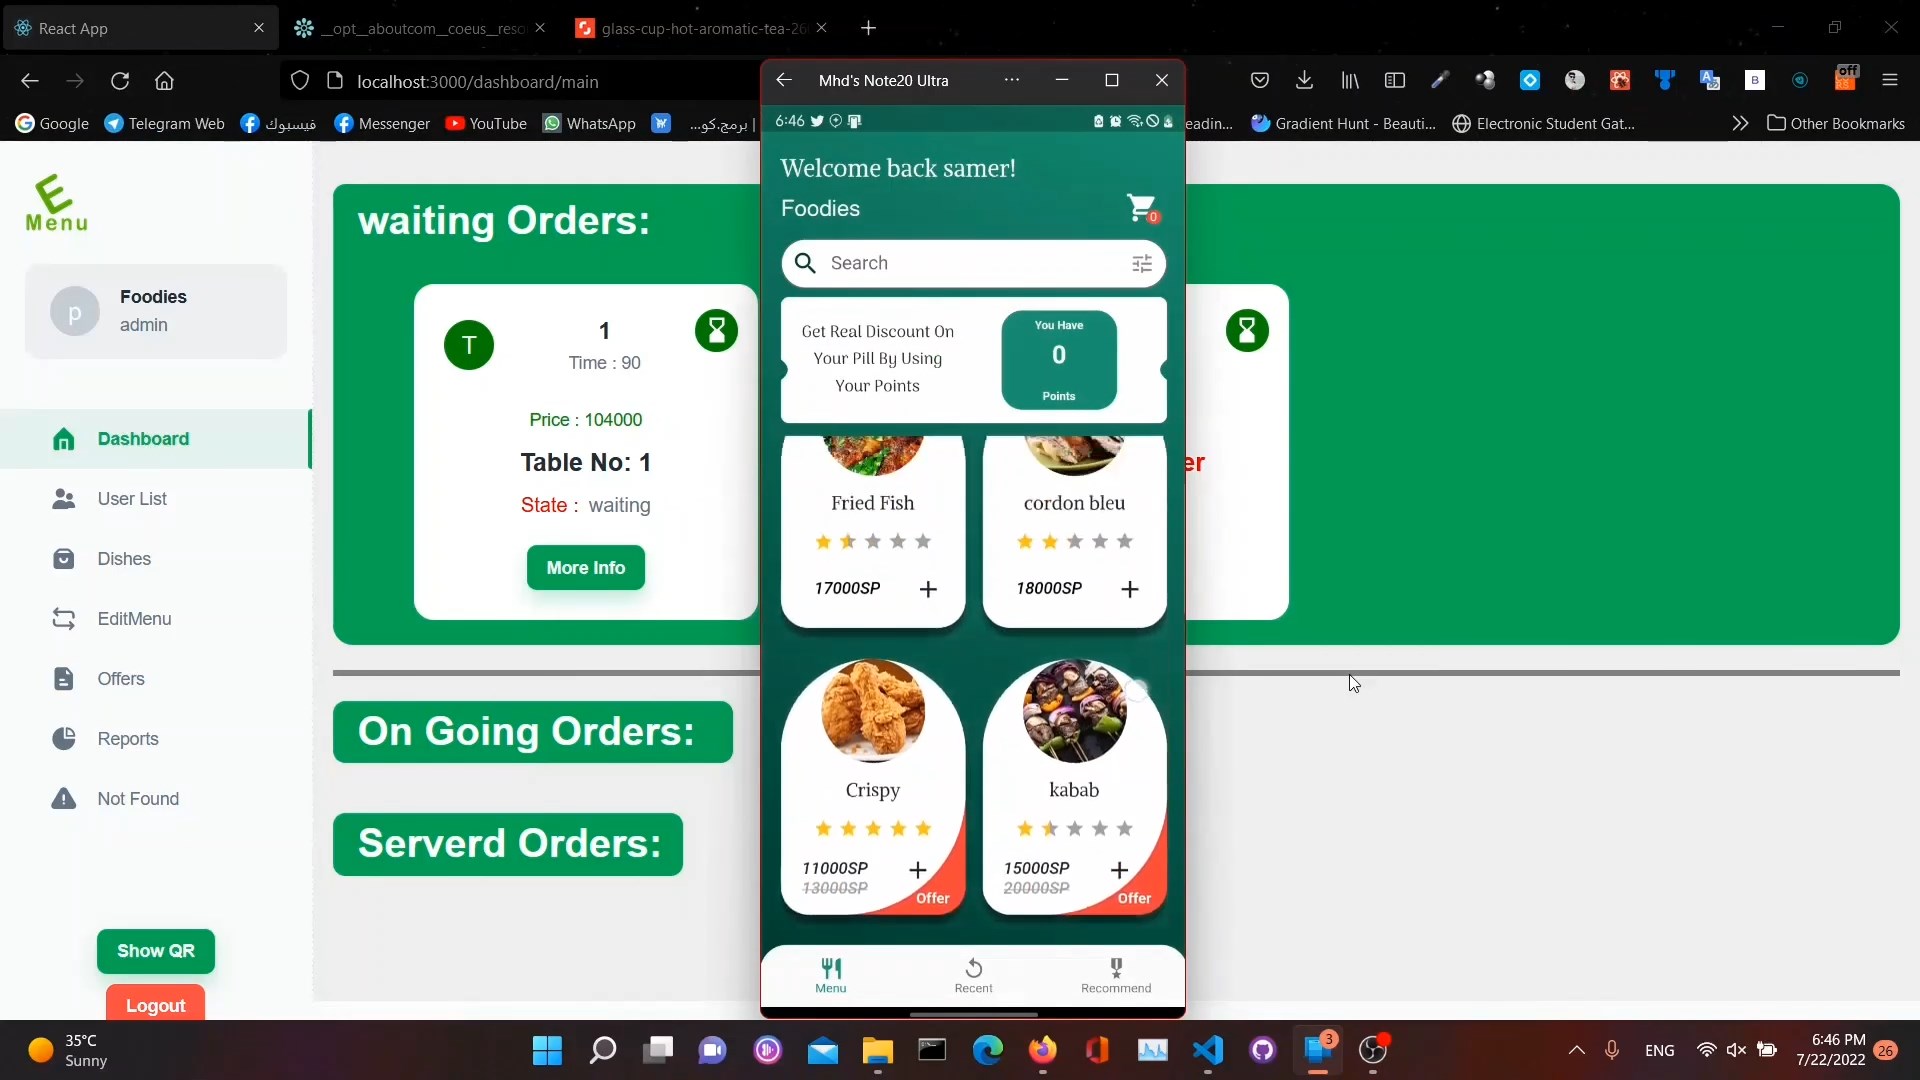 React App
__opt__aboutcom__coeus__reso
glass-cup-hot-aromatic-tea-26
localhost:3000/dashboard/main
Google
Telegram Web
فيسبوك
Messenger
YouTube
WhatsApp
برمج.كو...
eadin...
Gradient Hunt - Beauti...
Electronic Student Gat...
Other Bookmarks
off
B
E
Menu
p
Foodies
admin
Dashboard
User List
Dishes
EditMenu
Offers
Reports
Not Found
Show QR
Logout
waiting Orders:
T
1
Time : 90
Price : 104000
Table No: 1
State : waiting
More Info
er
On Going Orders:
Serverd Orders:
Mhd's Note20 Ultra
6:46
Welcome back samer!
Foodies
0
Search
Get Real Discount On
Your Pill By Using
Your Points
You Have
0
Points
Fried Fish
17000SP
cordon bleu
18000SP
Crispy
11000SP
13000SP
Offer
kabab
15000SP
20000SP
Offer
Menu
Recent
Recommend
35°C
Sunny
3
ENG
6:46 PM
7/22/2022
26